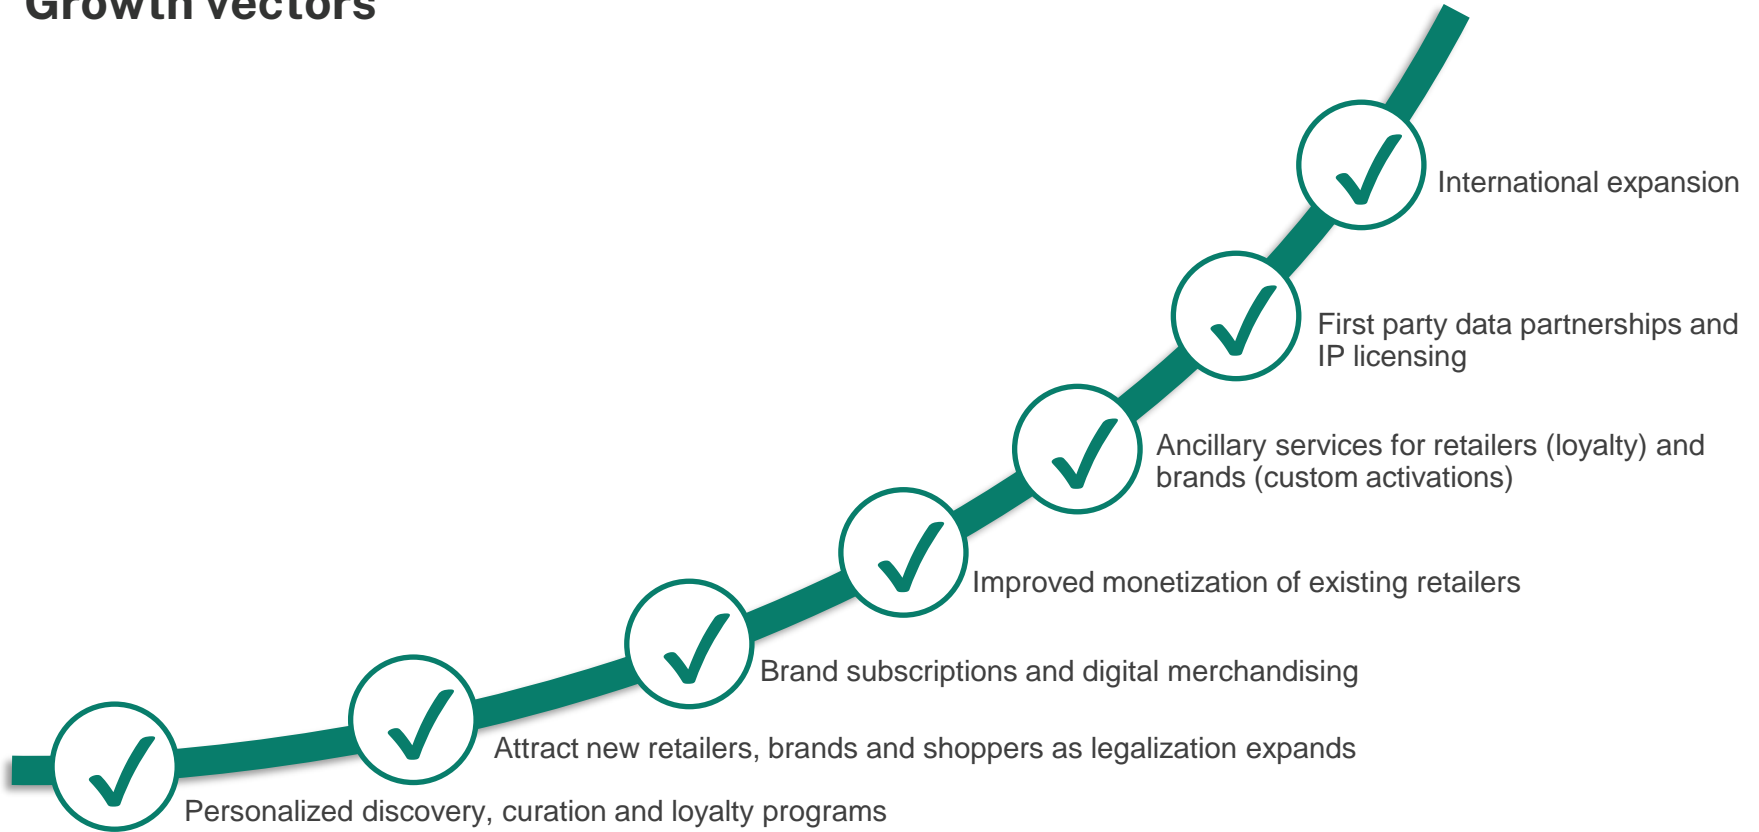 Growth vectors
International expansion
First party data partnerships and
IP licensing
Ancillary services for retailers (loyalty) and
brands (custom activations)
Improved monetization of existing retailers
Brand subscriptions and digital merchandising
Attract new retailers, brands and shoppers as legalization expands
Personalized discovery, curation and loyalty programs